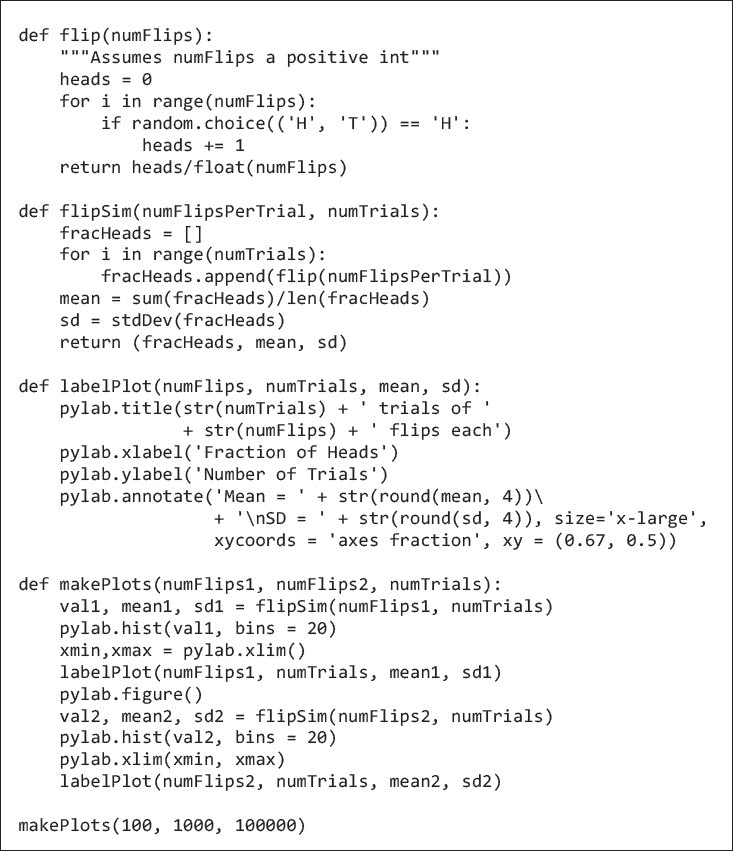 def flip(numFlips):
    """Assumes numFlips a positive int"""
    heads = 0
    for i in range(numFlips):
        if random.choice(('H', 'T')) == 'H':
            heads += 1
    return heads/float(numFlips)

def flipSim(numFlipsPerTrial, numTrials):
    fracHeads = []
    for i in range(numTrials):
        fracHeads.append(flip(numFlipsPerTrial))
    mean = sum(fracHeads)/len(fracHeads)
    sd = stdDev(fracHeads)
    return (fracHeads, mean, sd)

def labelPlot(numFlips, numTrials, mean, sd):
    pylab.title(str(numTrials) + ' trials of '
                + str(numFlips) + ' flips each')
    pylab.xlabel('Fraction of Heads')
    pylab.ylabel('Number of Trials')
    pylab.annotate('Mean = ' + str(round(mean, 4))\
                   + '\nSD = ' + str(round(sd, 4)), size='x-large',
                   xycoords = 'axes fraction', xy = (0.67, 0.5))

def makePlots(numFlips1, numFlips2, numTrials):
    val1, mean1, sd1 = flipSim(numFlips1, numTrials)
    pylab.hist(val1, bins = 20)
    xmin,xmax = pylab.xlim()
    labelPlot(numFlips1, numTrials, mean1, sd1)
    pylab.figure()
    val2, mean2, sd2 = flipSim(numFlips2, numTrials)
    pylab.hist(val2, bins = 20)
    pylab.xlim(xmin, xmax)
    labelPlot(numFlips2, numTrials, mean2, sd2)

makePlots(100, 1000, 100000)